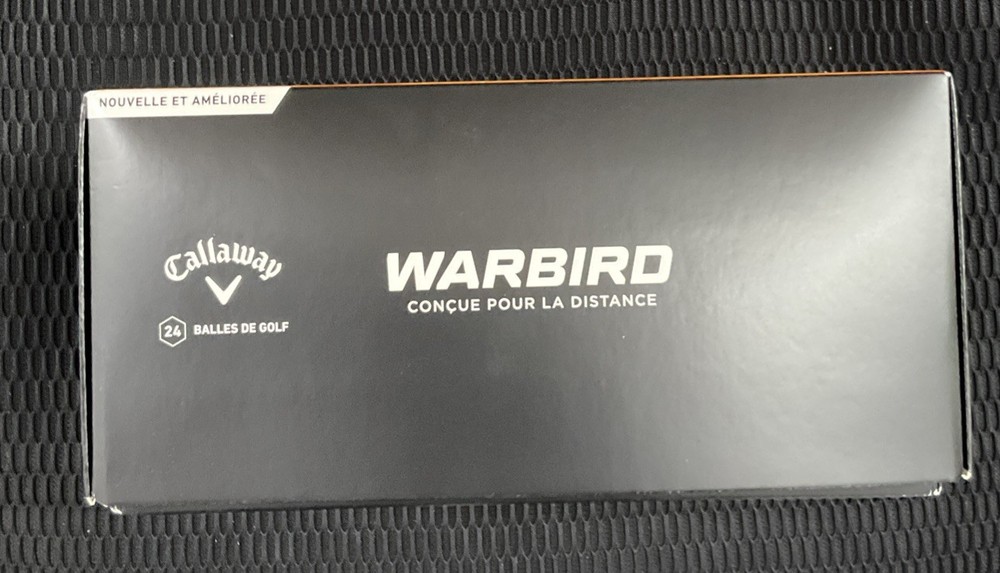 NOUVELLE ET AMÉLIORÉE
Callaway
24 BALLES DE GOLF
WARBIRD
CONÇUE POUR LA DISTANCE